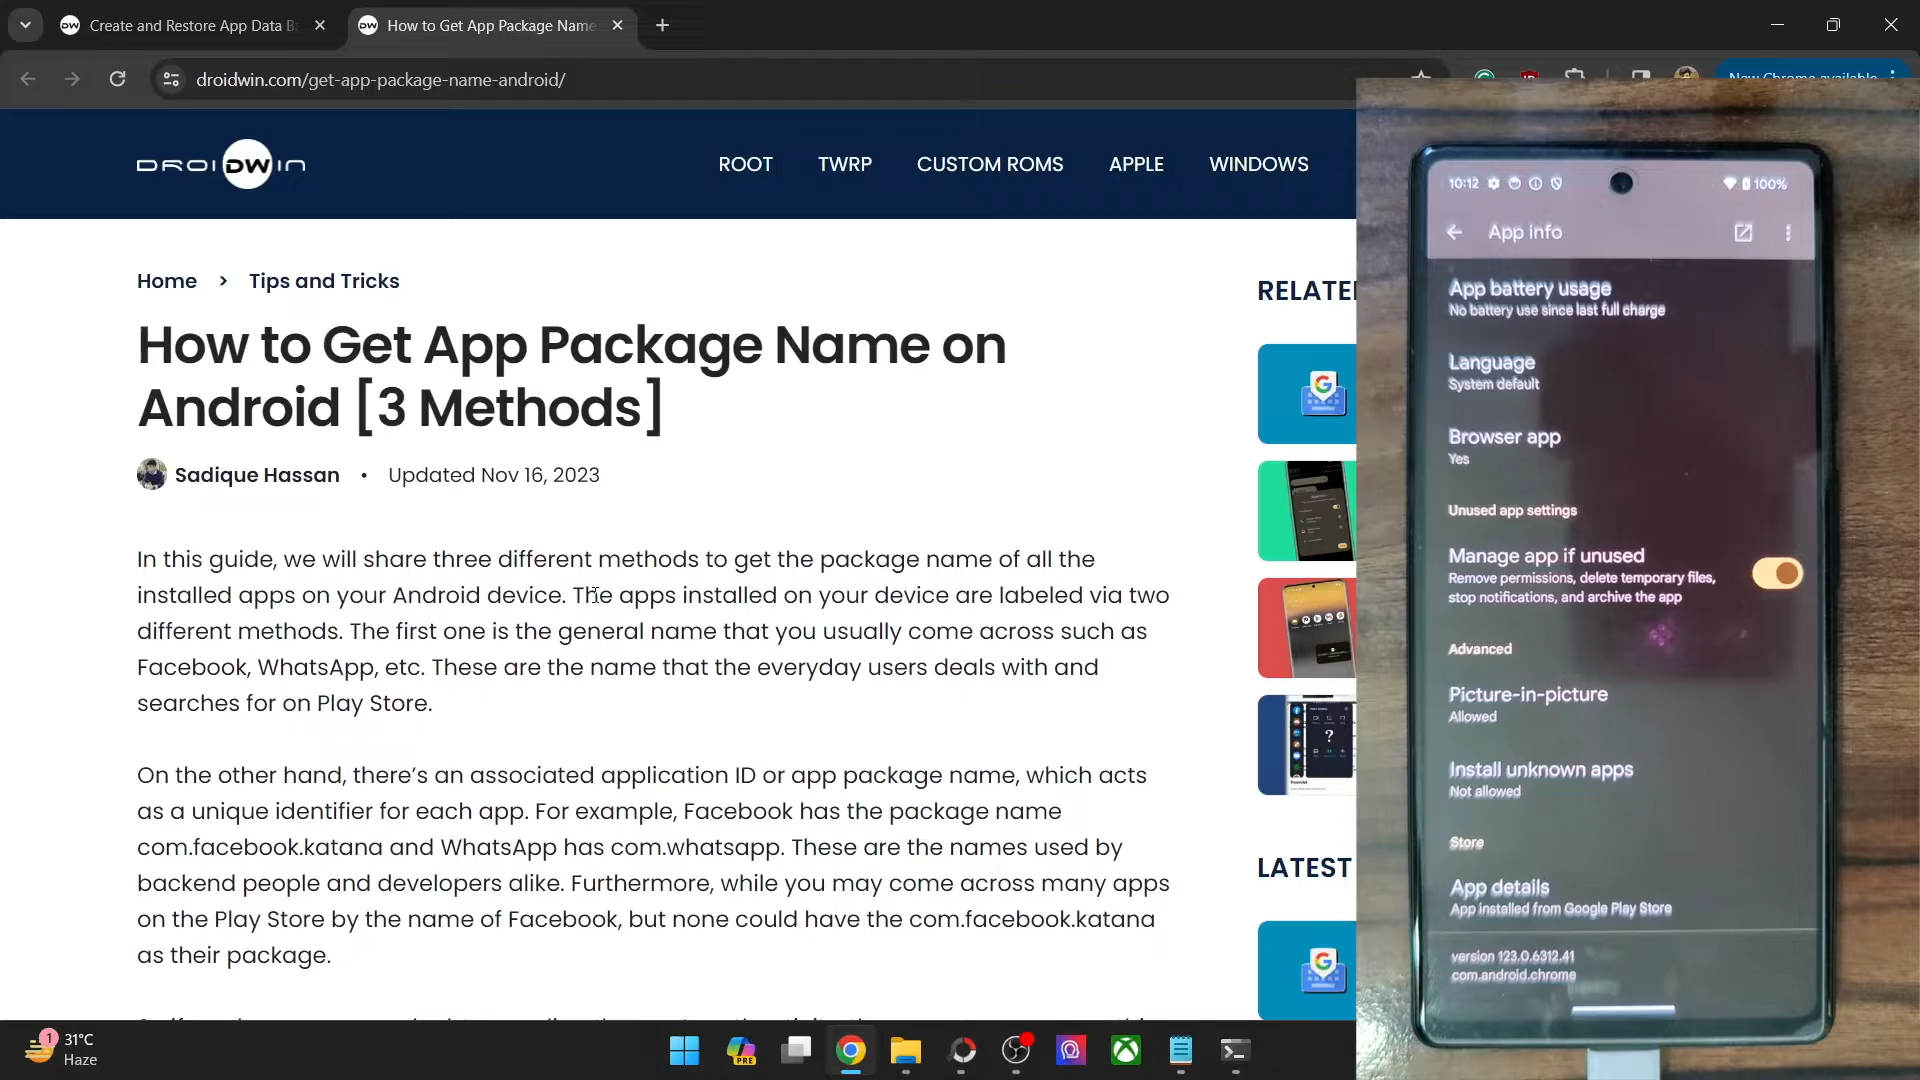 Create and Restore App Data B
How to Get App Package Name
droidwin.com/get-app-package-name-android/
New Chrome available
DROIDWIN
ROOT
TWRP
CUSTOM ROMS
APPLE
WINDOWS
Home > Tips and Tricks
How to Get App Package Name on
Android [3 Methods]
Sadique Hassan • Updated Nov 16, 2023
In this guide, we will share three different methods to get the package name of all the
installed apps on your Android device. The apps installed on your device are labeled via two
different methods. The first one is the general name that you usually come across such as
Facebook, WhatsApp, etc. These are the name that the everyday users deals with and
searches for on Play Store.
On the other hand, there's an associated application ID or app package name, which acts
as a unique identifier for each app. For example, Facebook has the package name
com.facebook.katana and WhatsApp has com.whatsapp. These are the names used by
backend people and developers alike. Furthermore, while you may come across many apps
on the Play Store by the name of Facebook, but none could have the com.facebook.katana
as their package.
RELATE
LATEST
10:12
100%
App info
App battery usage
No battery use since last full charge
Language
System default
Browser app
Yes
Unused app settings
Manage app if unused
Remove permissions, delete temporary files,
stop notifications, and archive the app
Advanced
Picture-in-picture
Allowed
Install unknown apps
Not allowed
Store
App details
App installed from Google Play Store
version 123.0.6312.41
com.android.chrome
1
31°C
Haze
PRE